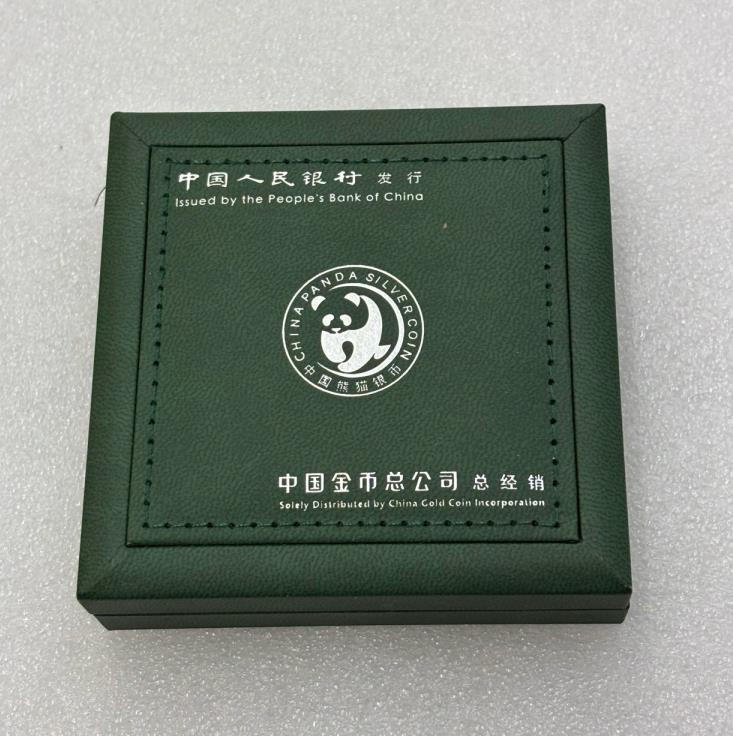 中国人民银行 发行
Issued by the People's Bank of China
CHINA PANDA SILVER COIN
中国熊猫银币
中国金币总公司 总经销
Solely Distributed by China Gold Coin Incorporation